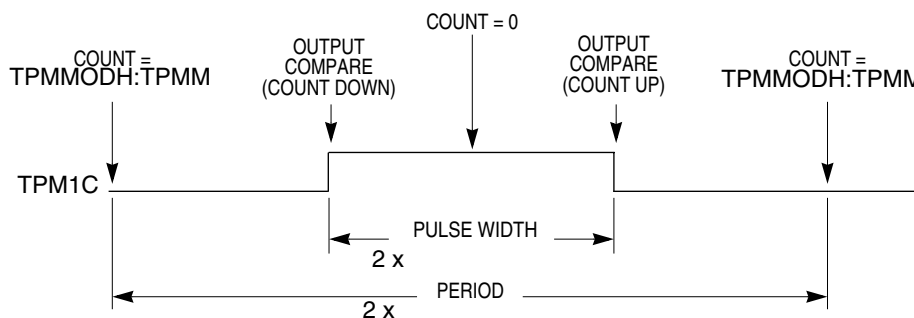 COUNT = 0
COUNT =
TPMMODH:TPMM
OUTPUT
COMPARE
(COUNT DOWN)
OUTPUT
COMPARE
(COUNT UP)
COUNT =
TPMMODH:TPMM
TPM1C
PULSE WIDTH
2 x
PERIOD
2 x